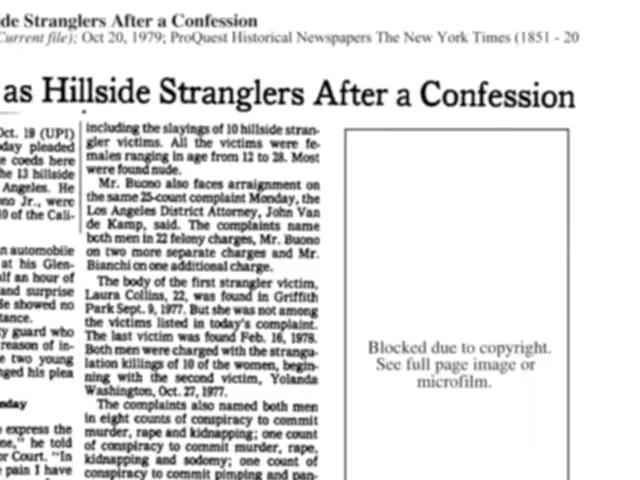 de Stranglers After a Confession
Current file); Oct 20, 1979; ProQuest Historical Newspapers The New York Times (1851 - 20
as Hillside Stranglers After a Confession
Oct. 19 (UPI)
day pleaded
e coeds here
he 13 hillside
Angeles. He
no Jr., were
10 of the Cali-
n automobile
at his Glen-
lf an hour of
and surprise
He showed no
tance.
ty guard who
reason of in-
e two young
nged his plea
nday
o express the
ne," he told
or Court. "In
e pain I have
including the slayings of 10 hillside stran-
gler victims. All the victims were fe-
males ranging in age from 12 to 28. Most
were found nude.
Mr. Buono also faces arraignment on
the same 25-count complaint Monday, the
Los Angeles District Attorney, John Van
de Kamp, said. The complaints name
both men in 22 felony charges, Mr. Buono
on two more separate charges and Mr.
Bianchi on one additional charge.
The body of the first strangler victim,
Laura Collins, 22, was found in Griffith
Park Sept. 9, 1977. But she was not among
the victims listed in today's complaint.
The last victim was found Feb. 16, 1978.
Both men were charged with the strangu-
lation killings of 10 of the women, begin-
ning with the second victim, Yolanda
Washington, Oct. 27, 1977.
The complaints also named both men
in eight counts of conspiracy to commit
murder, rape and kidnapping; one count
of conspiracy to commit murder, rape,
kidnapping and sodomy; one count of
conspiracy to commit pimping and pan-
Blocked due to copyright.
See full page image or
microfilm.